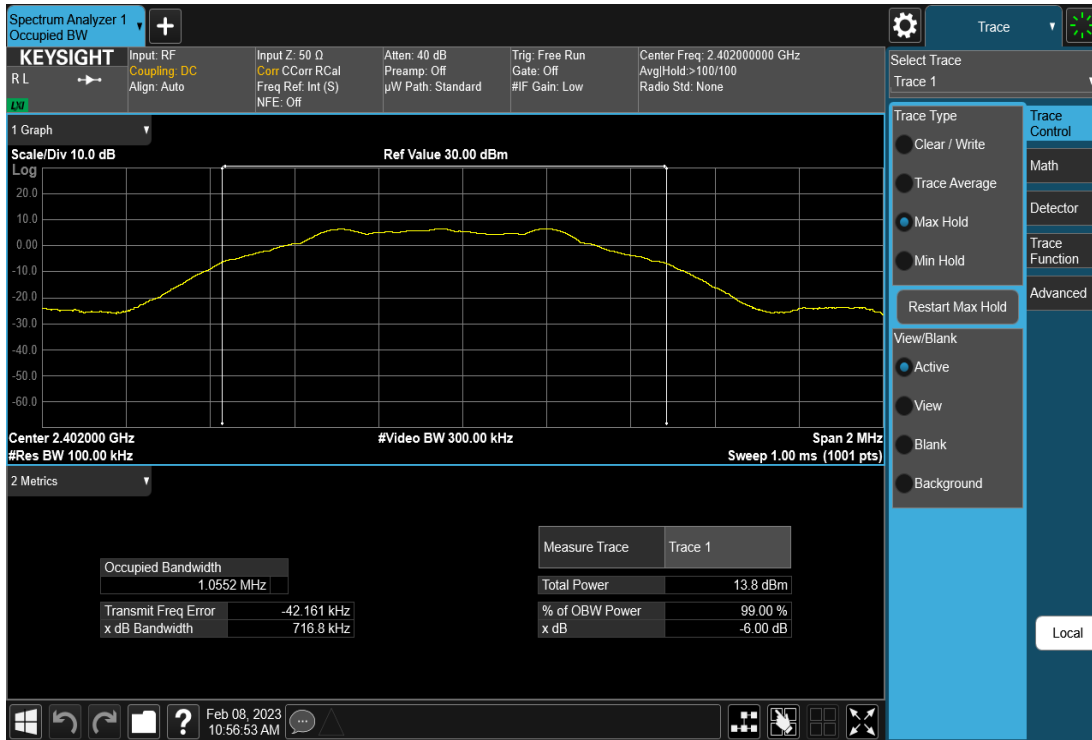 Spectrum Analyzer 1
Occupied BW
Trace
KEYSIGHT
R L
LXI
Input: RF
Coupling: DC
Align: Auto
Input Z: 50 Ω
Corr CCorr RCal
Freq Ref: Int (S)
NFE: Off
Atten: 40 dB
Preamp: Off
µW Path: Standard
Trig: Free Run
Gate: Off
#IF Gain: Low
Center Freq: 2.402000000 GHz
Avg|Hold:>100/100
Radio Std: None
Select Trace
Trace 1
1 Graph
Scale/Div 10.0 dB
Ref Value 30.00 dBm
Log
20.0
10.0
0.00
-10.0
-20.0
-30.0
-40.0
-50.0
-60.0
Center 2.402000 GHz
#Video BW 300.00 kHz
Span 2 MHz
#Res BW 100.00 kHz
Sweep 1.00 ms (1001 pts)
Trace Type
Clear / Write
Trace Average
Max Hold
Min Hold
Restart Max Hold
View/Blank
Active
View
Blank
Background
Trace
Control
Math
Detector
Trace
Function
Advanced
Local
2 Metrics
Occupied Bandwidth
1.0552 MHz
Transmit Freq Error -42.161 kHz
x dB Bandwidth 716.8 kHz
Measure Trace Trace 1
Total Power 13.8 dBm
% of OBW Power 99.00 %
x dB -6.00 dB
?
Feb 08, 2023
10:56:53 AM